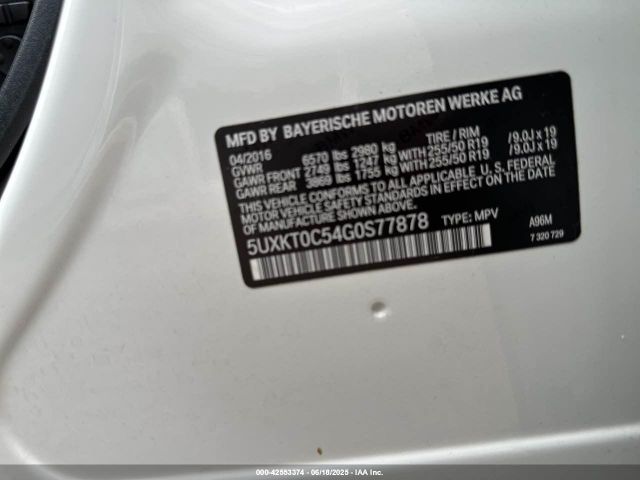 MFD BY BAYERISCHE MOTOREN WERKE AG
04/2016 TIRE / RIM
GVWR 6570 lbs 2980 kg
GAWR FRONT 2749 lbs 1247 kg WITH 255/50 R19 /9.0J x 19
GAWR REAR 3869 lbs 1755 kg WITH 255/50 R19 /9.0J x 19
THIS VEHICLE CONFORMS TO ALL APPLICABLE U.S. FEDERAL
MOTOR VEHICLE SAFETY STANDARDS IN EFFECT ON THE DATE
OF MANUFACTURE SHOWN ABOVE.
5UXKT0C54G0S77878 TYPE: MPV A96M
7 320 729
000-42553374 06/18/2025 IAA Inc.